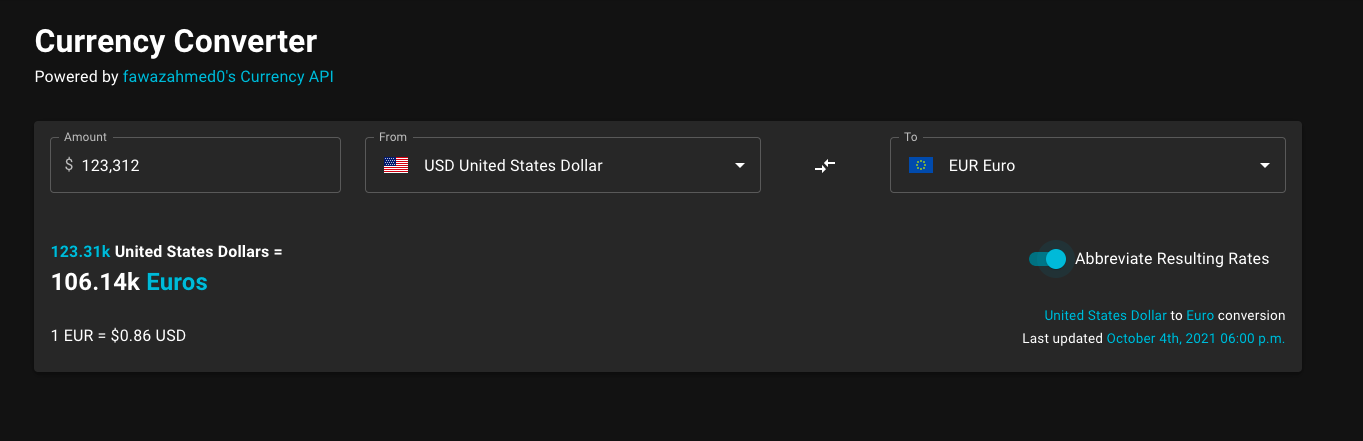 Currency Converter
Powered by fawazahmed0's Currency API
Amount
$ 123,312
From
USD United States Dollar
To
EUR Euro
123.31k United States Dollars =
106.14k Euros
1 EUR = $0.86 USD
Abbreviate Resulting Rates
United States Dollar to Euro conversion
Last updated October 4th, 2021 06:00 p.m.